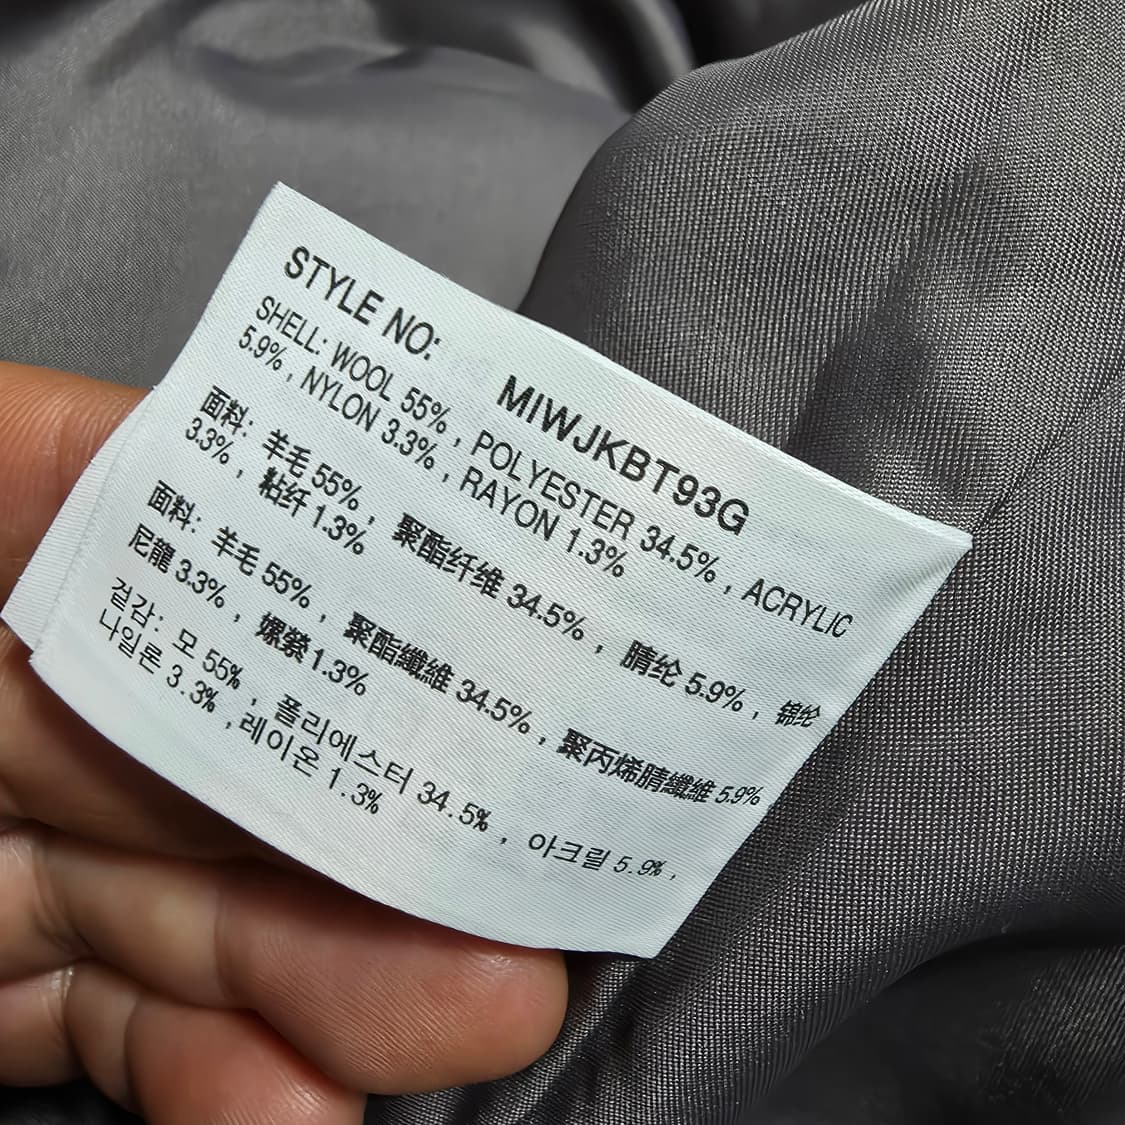 STYLE NO: MIWJKBT93G
SHELL: WOOL 55% , POLYESTER 34.5% , ACRYLIC
5.9% , NYLON 3.3% , RAYON 1.3%
面料: 羊毛 55% , 聚酯纤维 34.5% , 腈纶 5.9% , 锦纶
3.3% , 粘纤 1.3%
面料: 羊毛 55% , 聚酯纖維 34.5% , 聚丙烯腈纖維 5.9% ,
尼龍 3.3% , 嫘縈 1.3%
겉감: 모 55% , 폴리에스터 34.5% , 아크릴 5.9% ,
나일론 3.3% , 레이온 1.3%